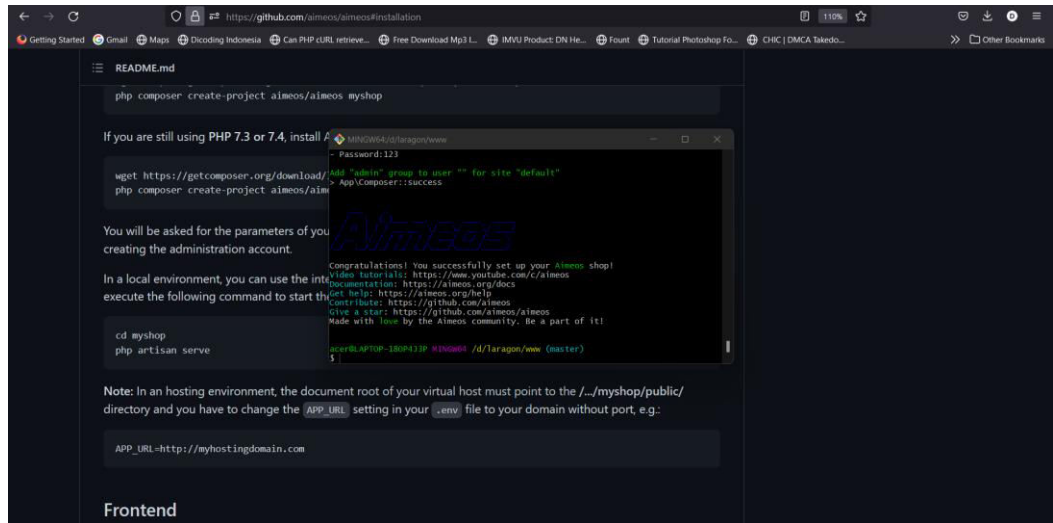 https://github.com/aimeos/aimeos#installation
110%
Getting Started Gmail Maps Dicoding Indonesia Can PHP cURL retrieve... Free Download Mp3 L... IMVU Product: DN He... Fount Tutorial Photoshop Fo... CHIC | DMCA Takedo... Other Bookmarks
README.md
php composer create-project aimeos/aimeos myshop
If you are still using PHP 7.3 or 7.4, install
wget https://getcomposer.org/download/
php composer create-project aimeos/aim
You will be asked for the parameters of you
creating the administration account.
In a local environment, you can use the inte
execute the following command to start the
cd myshop
php artisan serve
MINGW64:/d/laragon/www
- Password:123
Add "admin" group to user "" for site "default"
> App\Composer::success
Aimeos
Congratulations! You successfully set up your Aimeos shop!
Video tutorials: https://www.youtube.com/c/aimeos
Documentation: https://aimeos.org/docs
Get help: https://aimeos.org/help
Contribute: https://github.com/aimeos
Give a star: https://github.com/aimeos/aimeos
Made with love by the Aimeos community. Be a part of it!
MINGW64 /d/laragon/www (master)
$
Note: In an hosting environment, the document root of your virtual host must point to the /.../myshop/public/
directory and you have to change the APP_URL setting in your .env file to your domain without port, e.g.:
APP_URL=http://myhostingdomain.com
Frontend